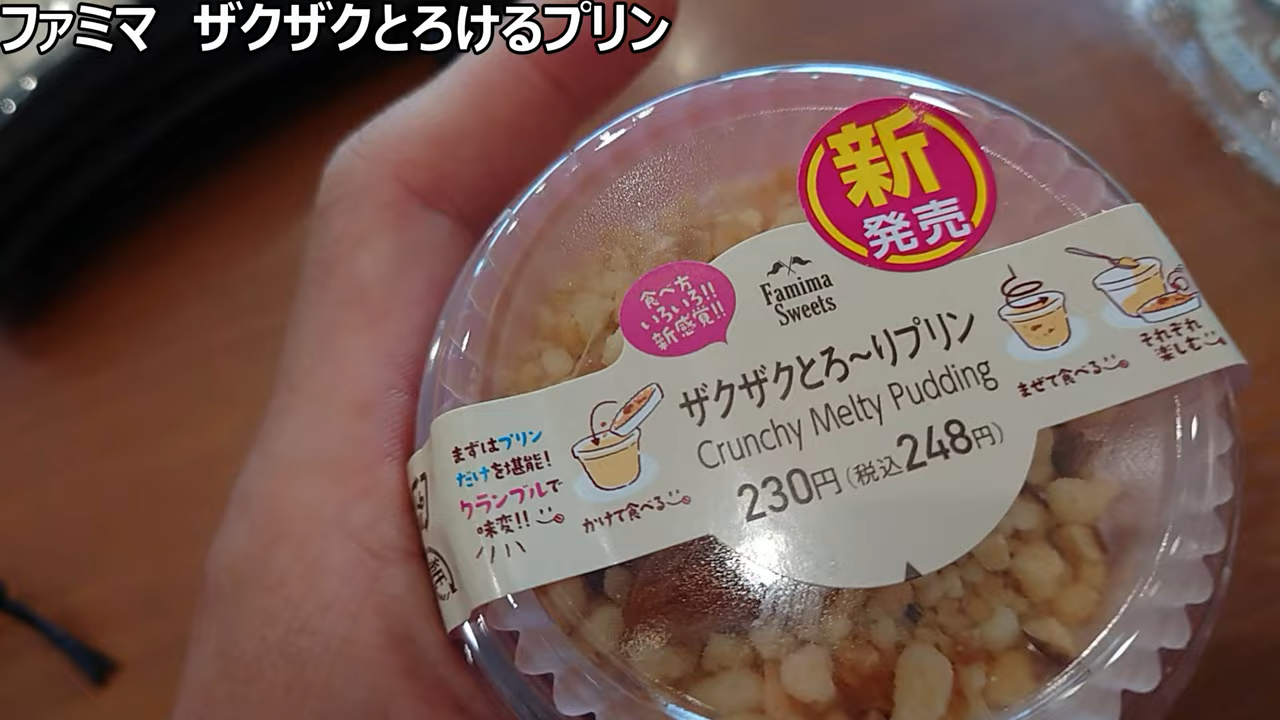 ファミマ ザクザクとろけるプリン
新
発売
食べ方
いろいろ!!
新感覚!!
Famima
Sweets
ザクザクとろ～りプリン
Crunchy Melty Pudding
230円(税込248円)
まずはプリン
だけを堪能!
クランブルで
味変!!
かけて食べる
まぜて食べる
それぞれ
楽しむ